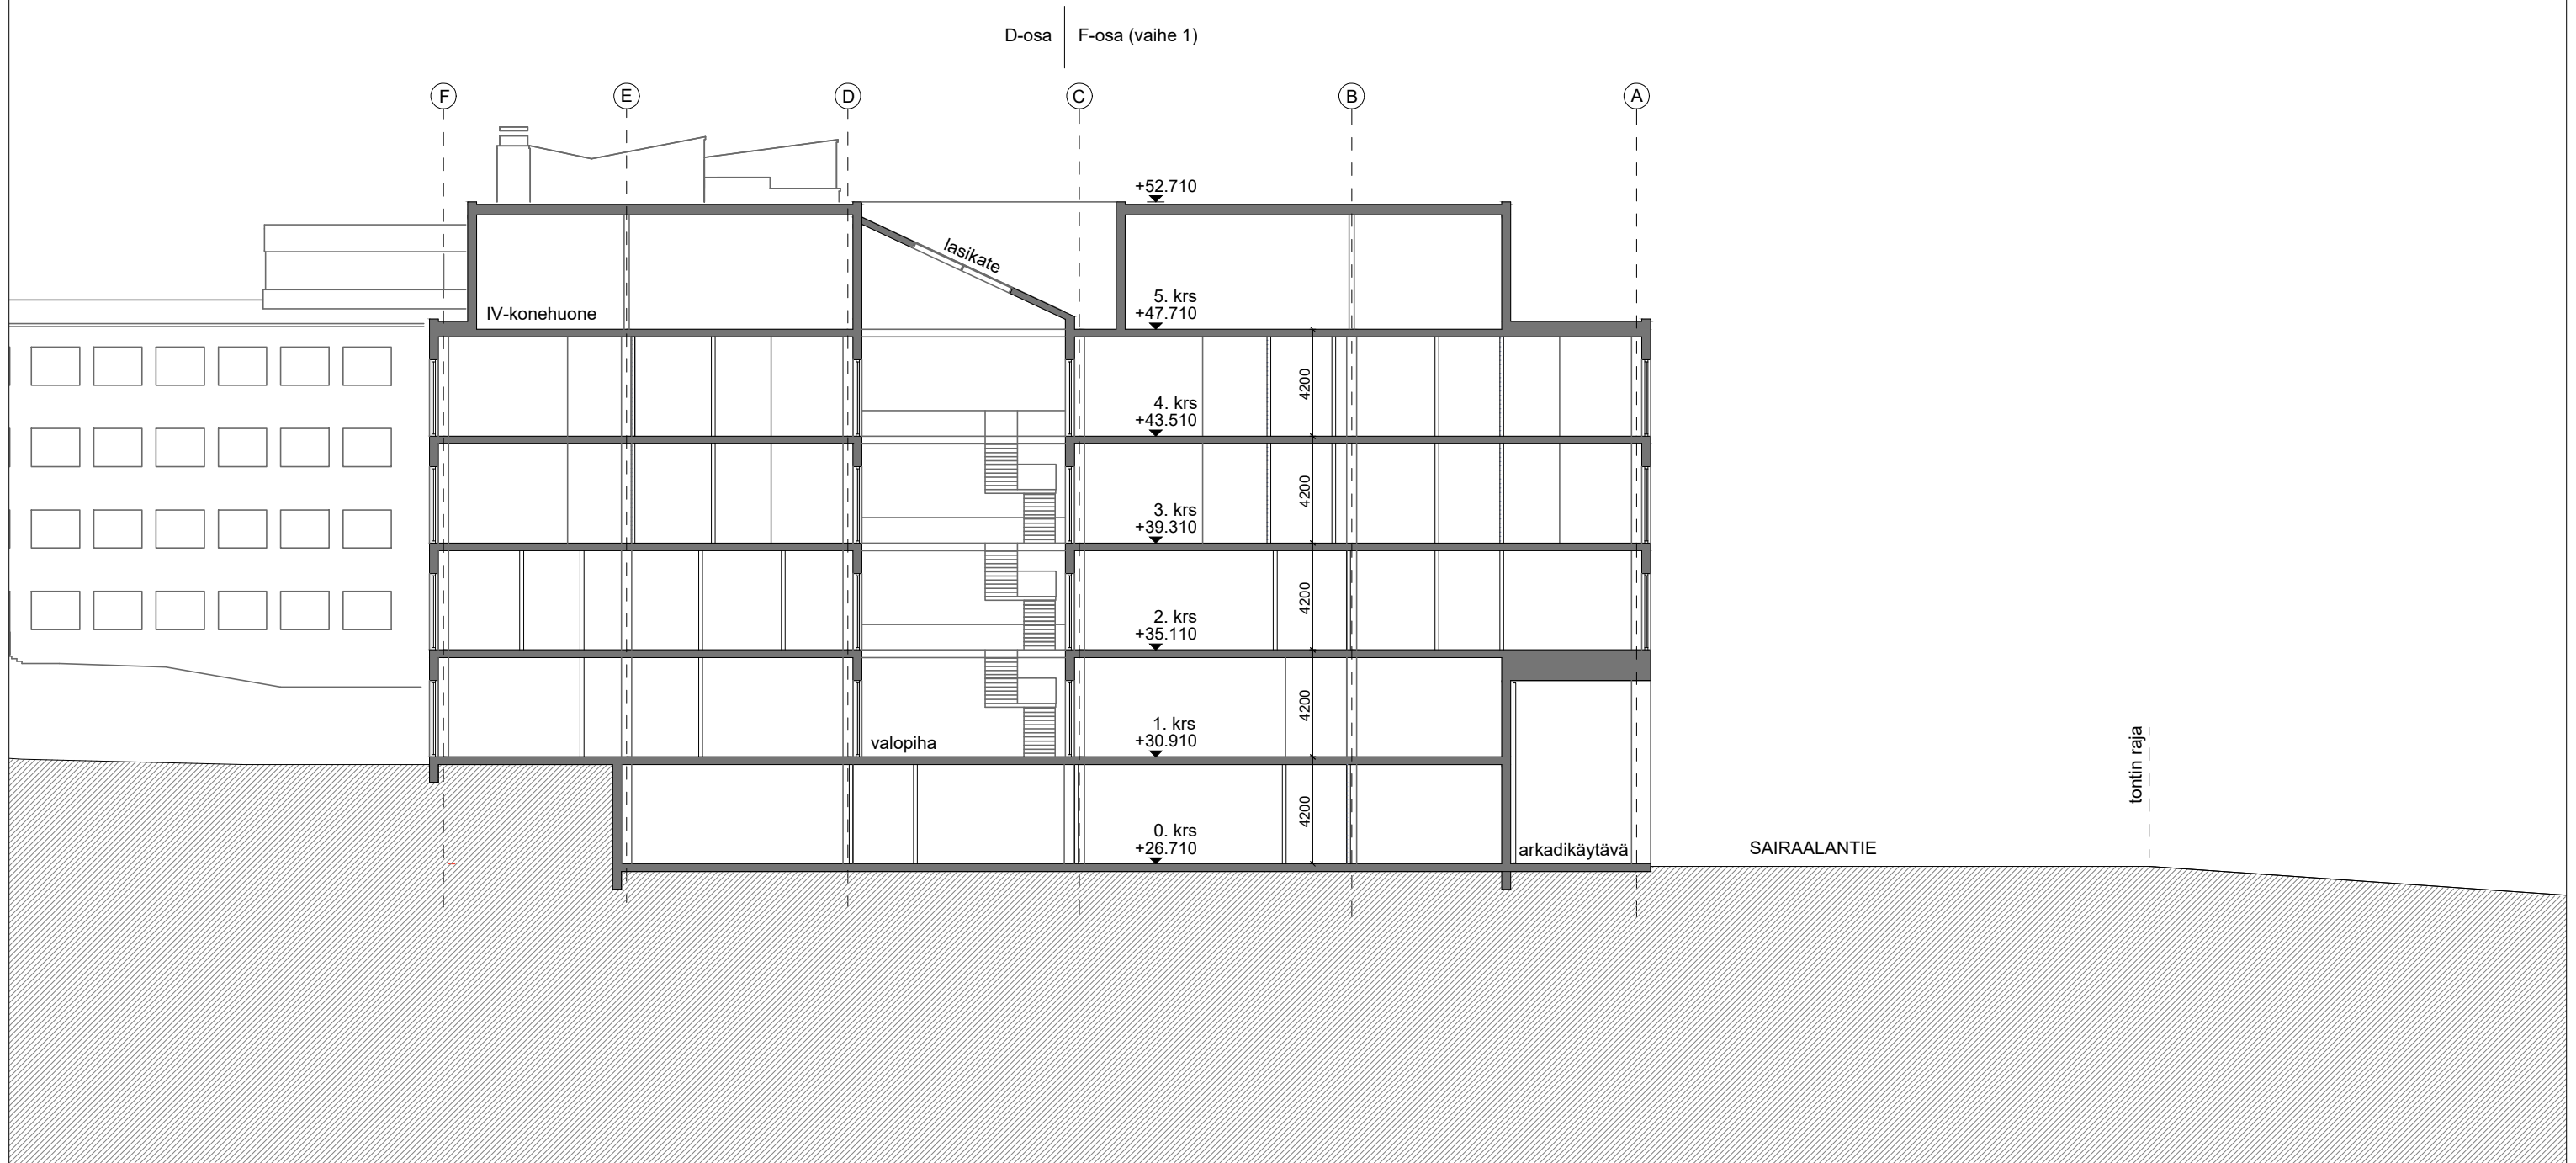 D-osa
F-osa (vaihe 1)
F
E
D
C
B
A
+52.710
lasikate
5. krs
+47.710
IV-konehuone
4200
4. krs
+43.510
4200
3. krs
+39.310
4200
2. krs
+35.110
4200
1. krs
+30.910
valopiha
tontin raja
4200
0. krs
+26.710
arkadikäytävä
SAIRAALANTIE